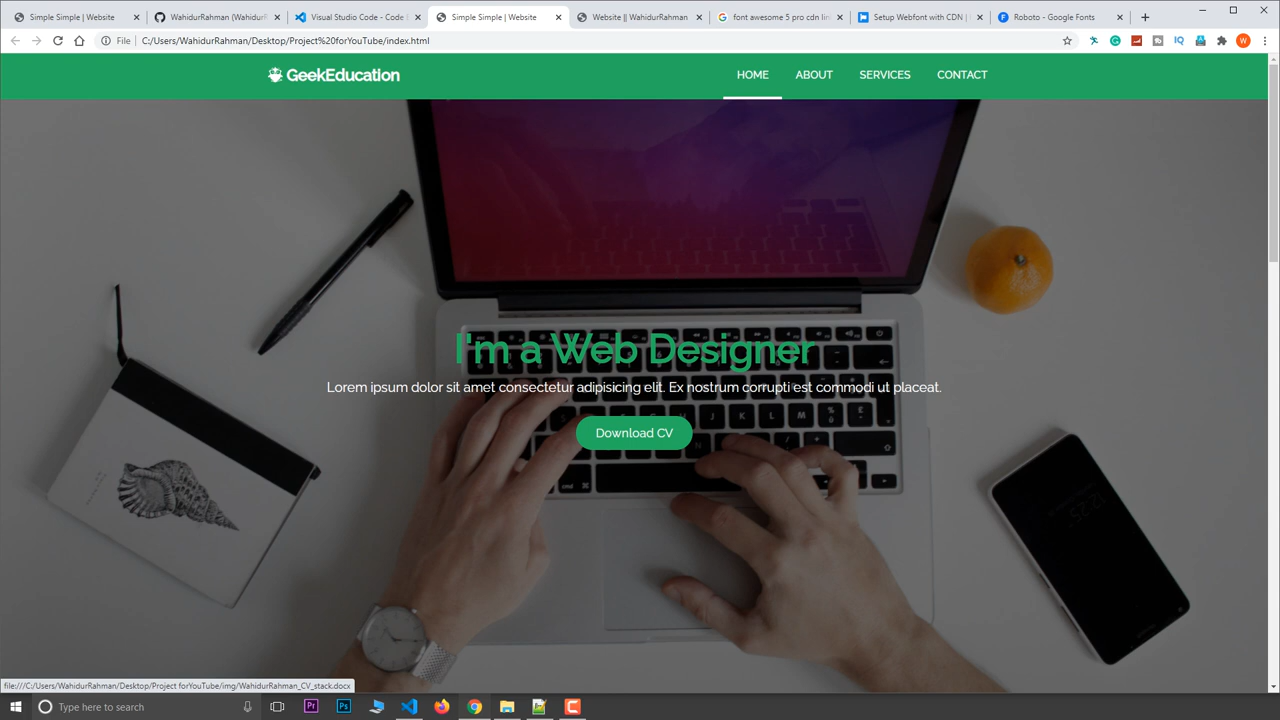 Simple Simple | Website
WahidurRahman (Wahidur
Visual Studio Code - Code
Simple Simple | Website
Website || WahidurRahman
font awesome 5 pro cdn lin
Setup Webfont with CDN |
Roboto - Google Fonts
File
C:/Users/WahidurRahman/Desktop/Project%20forYouTube/index.html
IQ
W
GeekEducation
HOME
ABOUT
SERVICES
CONTACT
I'm a Web Designer
Lorem ipsum dolor sit amet consectetur adipisicing elit. Ex nostrum corrupti est commodi ut placeat.
Download CV
file:///C:/Users/WahidurRahman/Desktop/Project forYouTube/img/WahidurRahman_CV_stack.docx
Type here to search
Pr
Ps